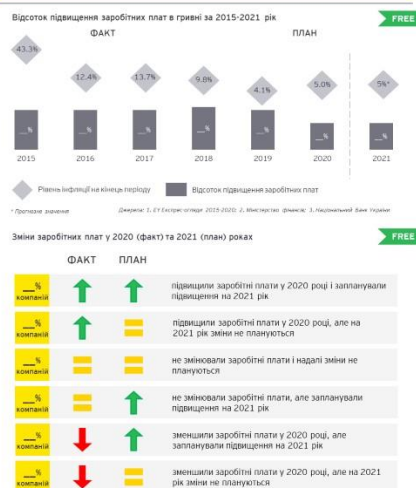 Відсоток підвищення заробітних плат в гривні за 2015-2021 рік
FREE
ФАКТ ПЛАН
43.3% 12.4% 13.7% 9.8% 4.1% 5.0% 5%*
__% __% __% __% __% __% __%
2015 2016 2017 2018 2019 2020 2021
Рівень інфляції на кінець періоду Відсоток підвищення заробітних плат
* Прогнозне значення Джерела: 1. EY Експрес-огляди 2015-2020; 2. Міністерство фінансів; 3. Національний Банк України
Зміни заробітних плат у 2020 (факт) та 2021 (план) роках
FREE
ФАКТ ПЛАН
__%
компаній
підвищили заробітні плати у 2020 році і запланували
підвищення на 2021 рік
__%
компаній
підвищили заробітні плати у 2020 році, але на
2021 рік зміни не плануються
__%
компаній
не змінювали заробітні плати і надалі зміни не
плануються
__%
компаній
не змінювали заробітні плати, але запланували
підвищення на 2021 рік
__%
компаній
зменшили заробітні плати у 2020 році, але
запланували підвищення на 2021 рік
__%
компаній
зменшили заробітні плати у 2020 році, але на 2021
рік зміни не плануються